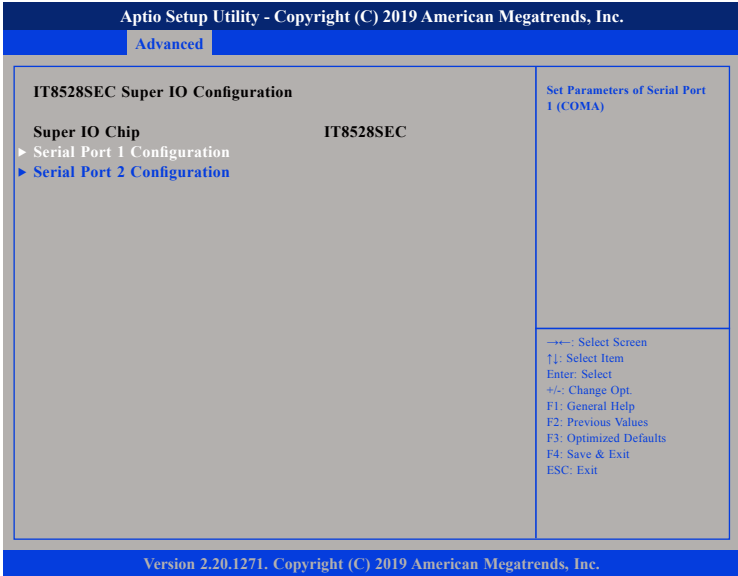 Aptio Setup Utility - Copyright (C) 2019 American Megatrends, Inc.
Advanced
IT8528SEC Super IO Configuration
Super IO Chip IT8528SEC
▶ Serial Port 1 Configuration
▶ Serial Port 2 Configuration
Set Parameters of Serial Port
1 (COMA)
→←: Select Screen
↑↓: Select Item
Enter: Select
+/-: Change Opt.
F1: General Help
F2: Previous Values
F3: Optimized Defaults
F4: Save & Exit
ESC: Exit
Version 2.20.1271. Copyright (C) 2019 American Megatrends, Inc.